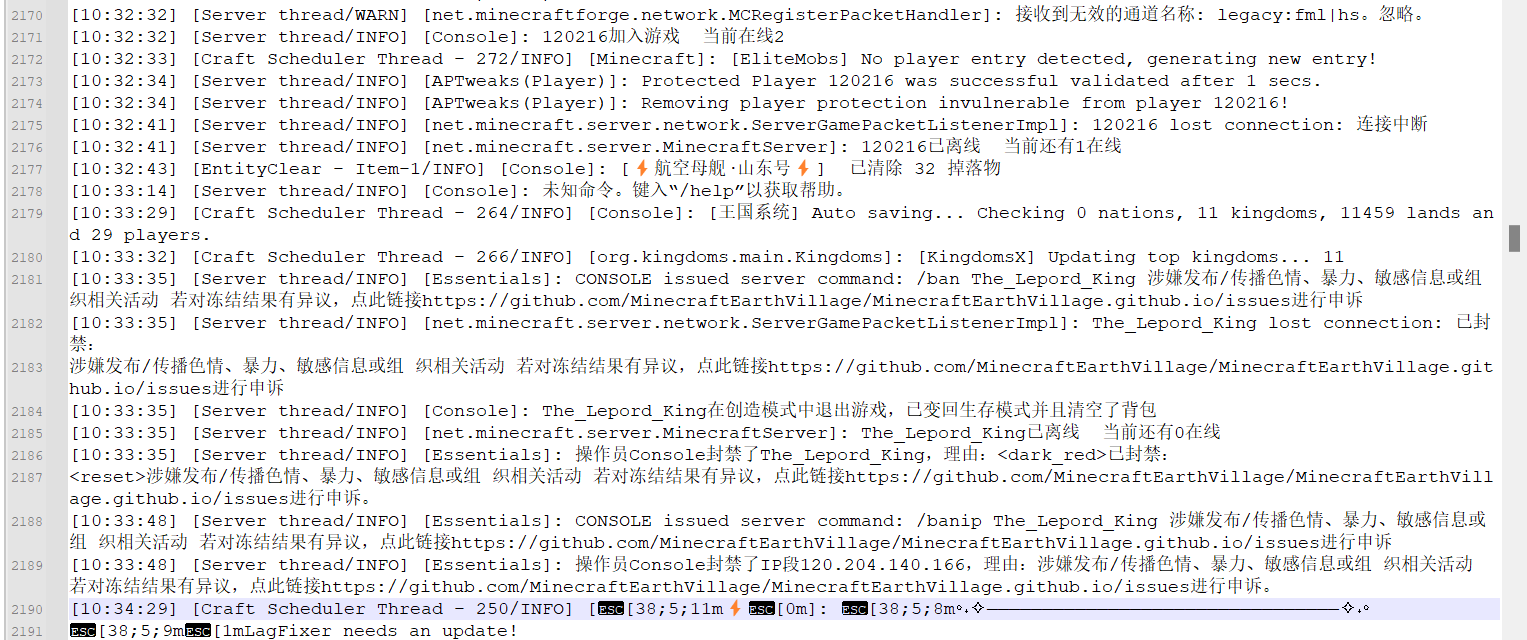 2170 [10:32:32] [Server thread/WARN] [net.minecraftforge.network.MCRegisterPacketHandler]: 接收到无效的通道名称: legacy:fml|hs。忽略。
2171 [10:32:32] [Server thread/INFO] [Console]: 120216加入游戏  当前在线2
2172 [10:32:33] [Craft Scheduler Thread - 272/INFO] [Minecraft]: [EliteMobs] No player entry detected, generating new entry!
2173 [10:32:34] [Server thread/INFO] [APTweaks(Player)]: Protected Player 120216 was successful validated after 1 secs.
2174 [10:32:34] [Server thread/INFO] [APTweaks(Player)]: Removing player protection invulnerable from player 120216!
2175 [10:32:41] [Server thread/INFO] [net.minecraft.server.network.ServerGamePacketListenerImpl]: 120216 lost connection: 连接中断
2176 [10:32:41] [Server thread/INFO] [net.minecraft.server.MinecraftServer]: 120216已离线  当前还有1在线
2177 [10:32:43] [EntityClear - Item-1/INFO] [Console]: [⚡航空母舰·山东号⚡]  已清除 32 掉落物
2178 [10:33:14] [Server thread/INFO] [Console]: 未知命令。键入“/help”以获取帮助。
2179 [10:33:29] [Craft Scheduler Thread - 264/INFO] [Console]: [王国系统] Auto saving... Checking 0 nations, 11 kingdoms, 11459 lands an
d 29 players.
2180 [10:33:32] [Craft Scheduler Thread - 266/INFO] [org.kingdoms.main.Kingdoms]: [KingdomsX] Updating top kingdoms... 11
2181 [10:33:35] [Server thread/INFO] [Essentials]: CONSOLE issued server command: /ban The_Lepord_King 涉嫌发布/传播色情、暴力、敏感信息或组
织相关活动 若对冻结结果有异议，点此链接https://github.com/MinecraftEarthVillage/MinecraftEarthVillage.github.io/issues进行申诉
2182 [10:33:35] [Server thread/INFO] [net.minecraft.server.network.ServerGamePacketListenerImpl]: The_Lepord_King lost connection: 已封
禁:
2183 涉嫌发布/传播色情、暴力、敏感信息或组 织相关活动 若对冻结结果有异议，点此链接https://github.com/MinecraftEarthVillage/MinecraftEarthVillage.git
hub.io/issues进行申诉
2184 [10:33:35] [Server thread/INFO] [Console]: The_Lepord_King在创造模式中退出游戏，已变回生存模式并且清空了背包
2185 [10:33:35] [Server thread/INFO] [net.minecraft.server.MinecraftServer]: The_Lepord_King已离线  当前还有0在线
2186 [10:33:35] [Server thread/INFO] [Essentials]: 操作员Console封禁了The_Lepord_King，理由：<dark_red>已封禁:
2187 <reset>涉嫌发布/传播色情、暴力、敏感信息或组 织相关活动 若对冻结结果有异议，点此链接https://github.com/MinecraftEarthVillage/MinecraftEarthVill
age.github.io/issues进行申诉。
2188 [10:33:48] [Server thread/INFO] [Essentials]: CONSOLE issued server command: /banip The_Lepord_King 涉嫌发布/传播色情、暴力、敏感信息或
组 织相关活动 若对冻结结果有异议，点此链接https://github.com/MinecraftEarthVillage/MinecraftEarthVillage.github.io/issues进行申诉
2189 [10:33:48] [Server thread/INFO] [Essentials]: 操作员Console封禁了IP段120.204.140.166，理由：涉嫌发布/传播色情、暴力、敏感信息或组 织相关活动
若对冻结结果有异议，点此链接https://github.com/MinecraftEarthVillage/MinecraftEarthVillage.github.io/issues进行申诉。
2190 [10:34:29] [Craft Scheduler Thread - 250/INFO] [ESC[38;5;11m⚡ESC[0m]: ESC[38;5;8m∘₊✧────────────────────────✧₊∘
2191 ESC[38;5;9mESC[1mLagFixer needs an update!